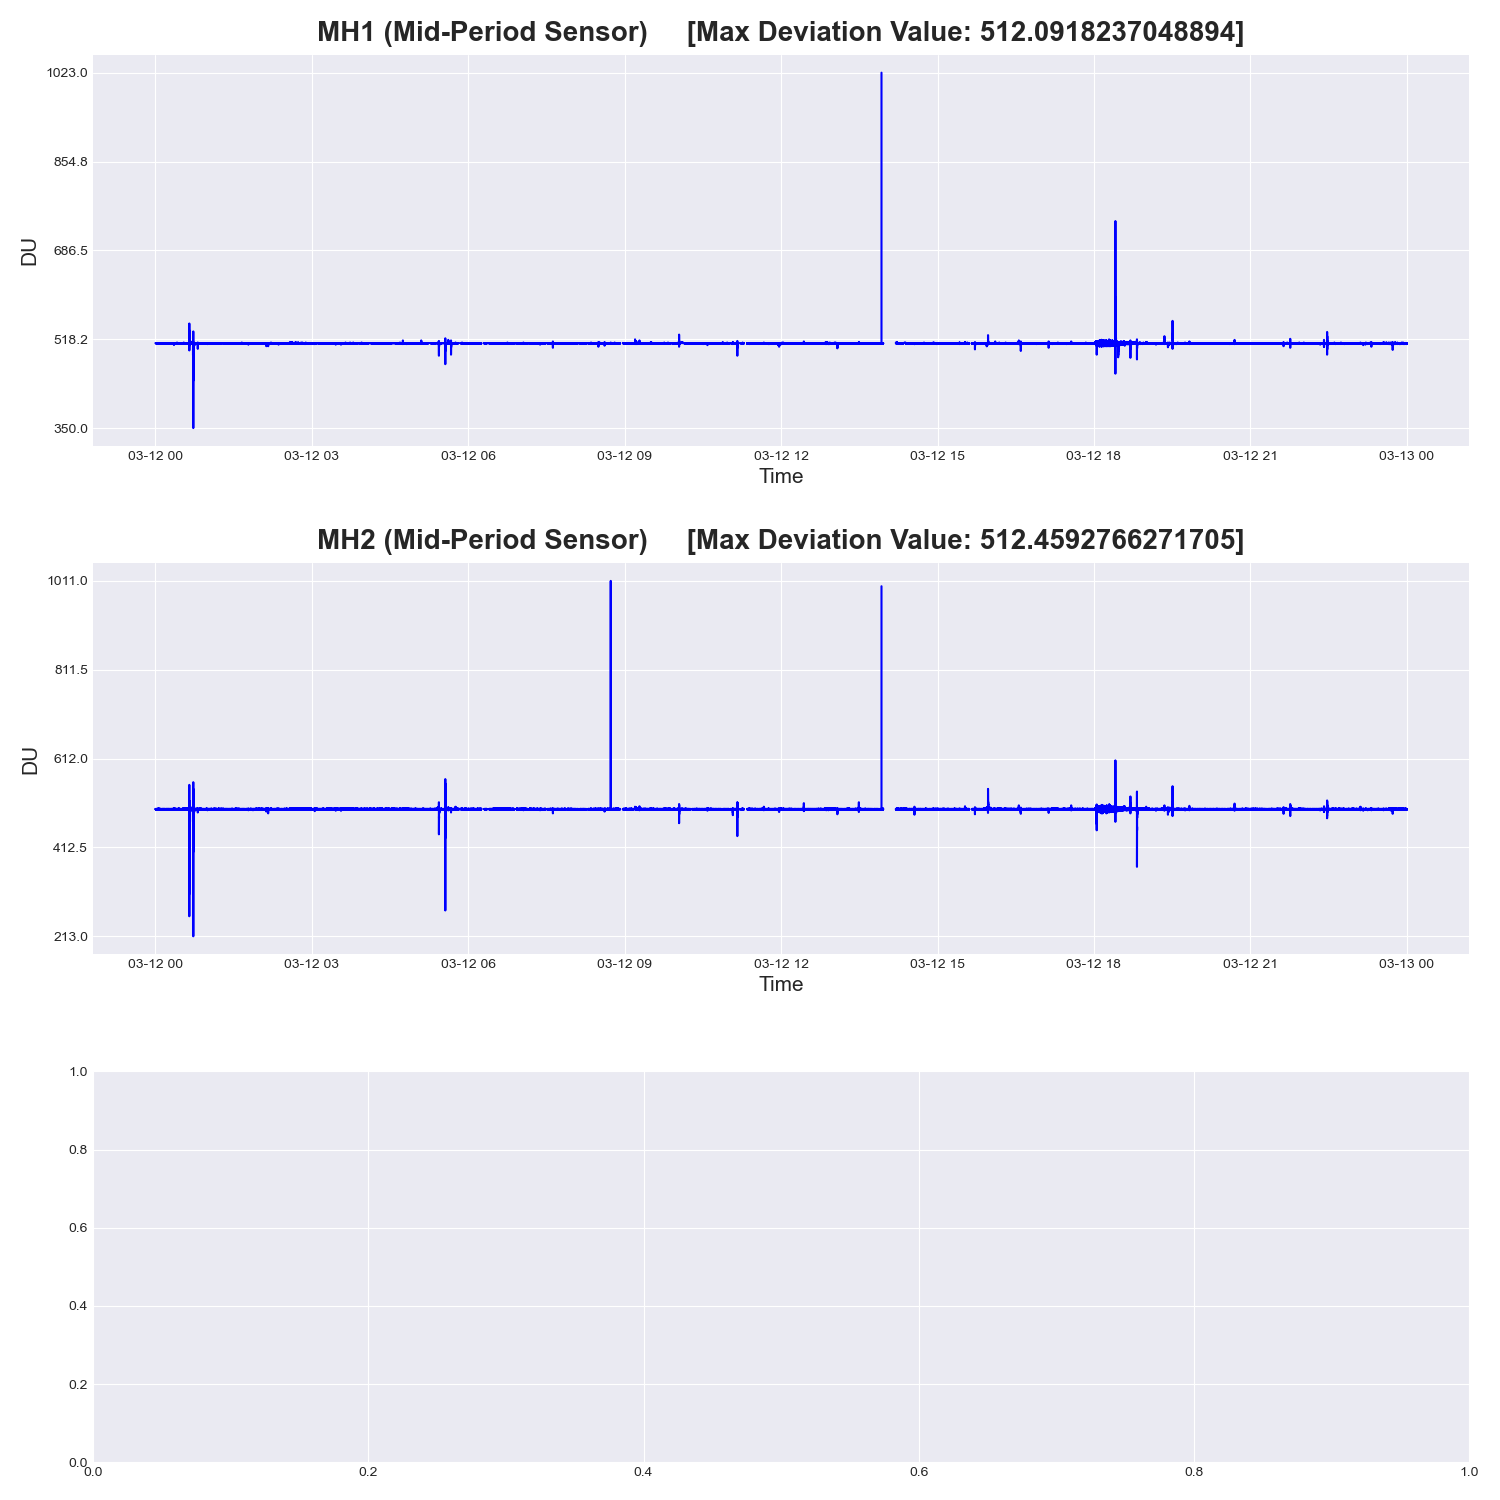 MH1 (Mid-Period Sensor) [Max Deviation Value: 512.0918237048894]
1023.0
854.8
686.5
518.2
350.0
DU
03-12 00 03-12 03 03-12 06 03-12 09 03-12 12 03-12 15 03-12 18 03-12 21 03-13 00
Time
MH2 (Mid-Period Sensor) [Max Deviation Value: 512.4592766271705]
1011.0
811.5
612.0
412.5
213.0
DU
03-12 00 03-12 03 03-12 06 03-12 09 03-12 12 03-12 15 03-12 18 03-12 21 03-13 00
Time
1.0
0.8
0.6
0.4
0.2
0.0
0.0 0.2 0.4 0.6 0.8 1.0